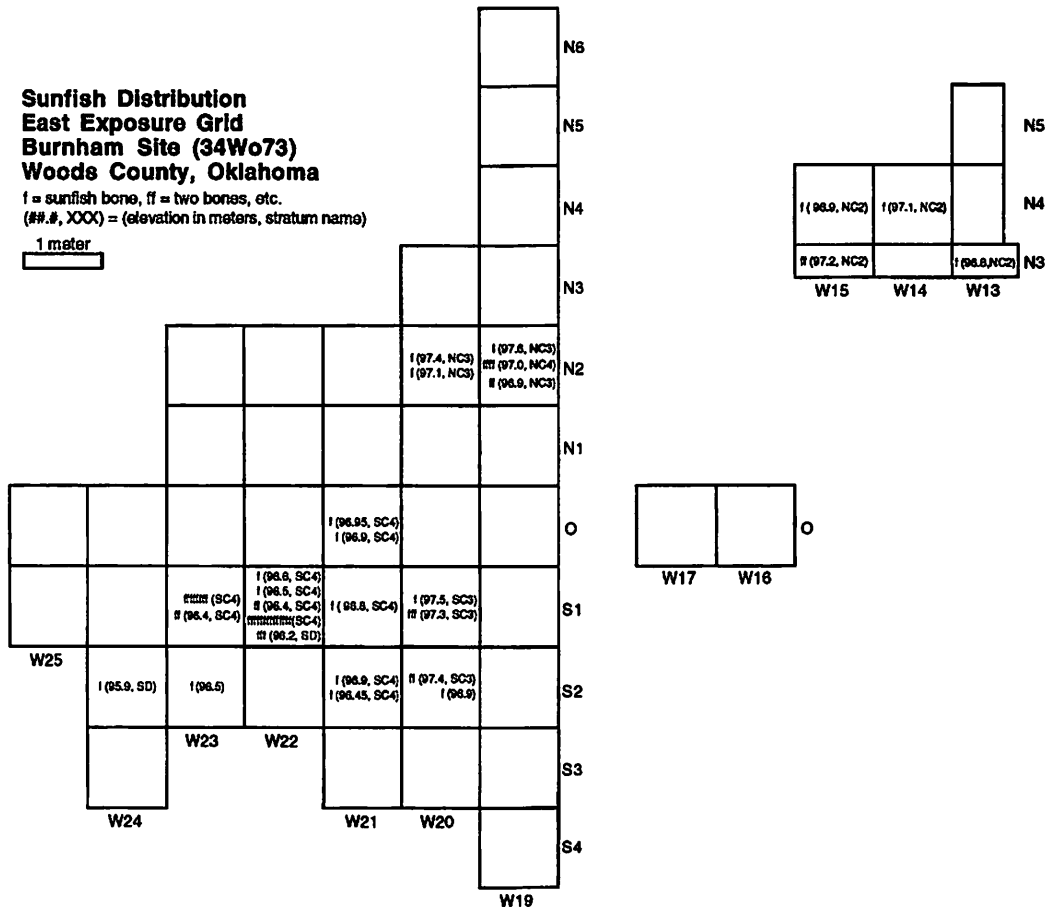 Sunfish Distribution
East Exposure Grid
Burnham Site (34Wo73)
Woods County, Oklahoma
f = sunfish bone, ff = two bones, etc.
(##.#, XXX) = (elevation in meters, stratum name)
1 meter
N6
N5
N4
N3
f (97.4, NC3)
f (97.1, NC3)
f (97.6, NC3)
ffff (97.0, NC4)
ff (96.9, NC3)
N2
N1
f (96.95, SC4)
f (96.9, SC4)
O
(SC4)
ff (96.4, SC4)
f (96.6, SC4)
f (96.5, SC4)
ff (96.4, SC4)
(SC4)
fff (96.2, SD)
f (96.8, SC4)
f (97.5, SC3)
fff (97.3, SC3)
S1
W25
f (95.9, SD)
f (96.5)
f (96.9, SC4)
f (96.45, SC4)
ff (97.4, SC3)
f (96.9)
S2
W23
W22
S3
W24
W21
W20
S4
W19
N5
f ( 96.9, NC2)
f (97.1, NC2)
N4
ff (97.2, NC2)
f (96.8,NC2)
N3
W15
W14
W13
O
W17
W16